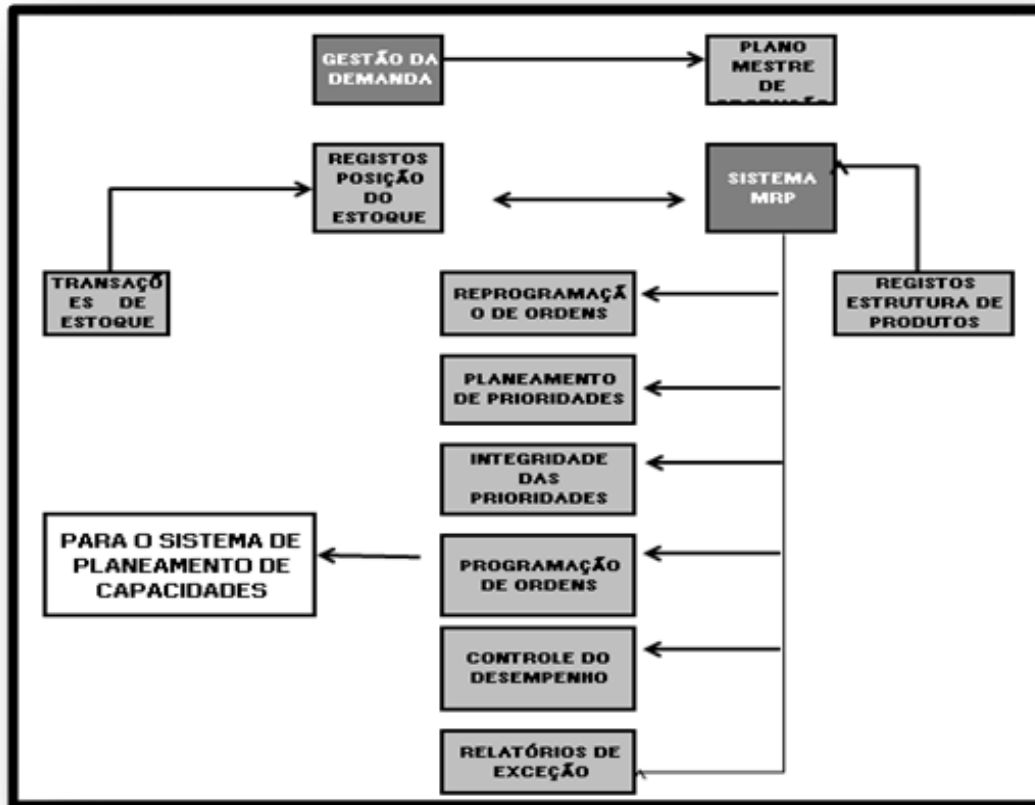 GESTÃO DA
DEMANDA
PLANO
MESTRE
DE
REGISTOS
POSIÇÃO
DO
ESTOQUE
SISTEMA
MRP
TRANSAÇÕ
ES DE
ESTOQUE
REPROGRAMAÇÃ
O DE ORDENS
REGISTOS
ESTRUTURA DE
PRODUTOS
PLANEAMENTO
DE PRIORIDADES
INTEGRIDADE
DAS
PRIORIDADES
PARA O SISTEMA DE
PLANEAMENTO DE
CAPACIDADES
PROGRAMAÇÃO
DE ORDENS
CONTROLE DO
DESEMPENHO
RELATÓRIOS DE
EXCEÇÃO